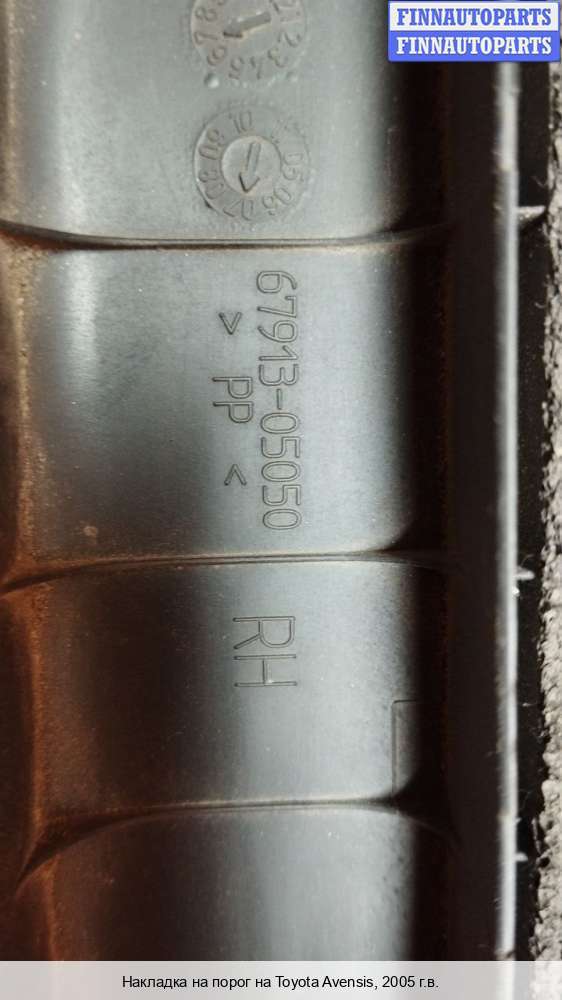 FINNAUTOPARTS
FINNAUTOPARTS
67913-05050
>PP<
RH
Накладка на порог на Toyota Avensis, 2005 г.в.